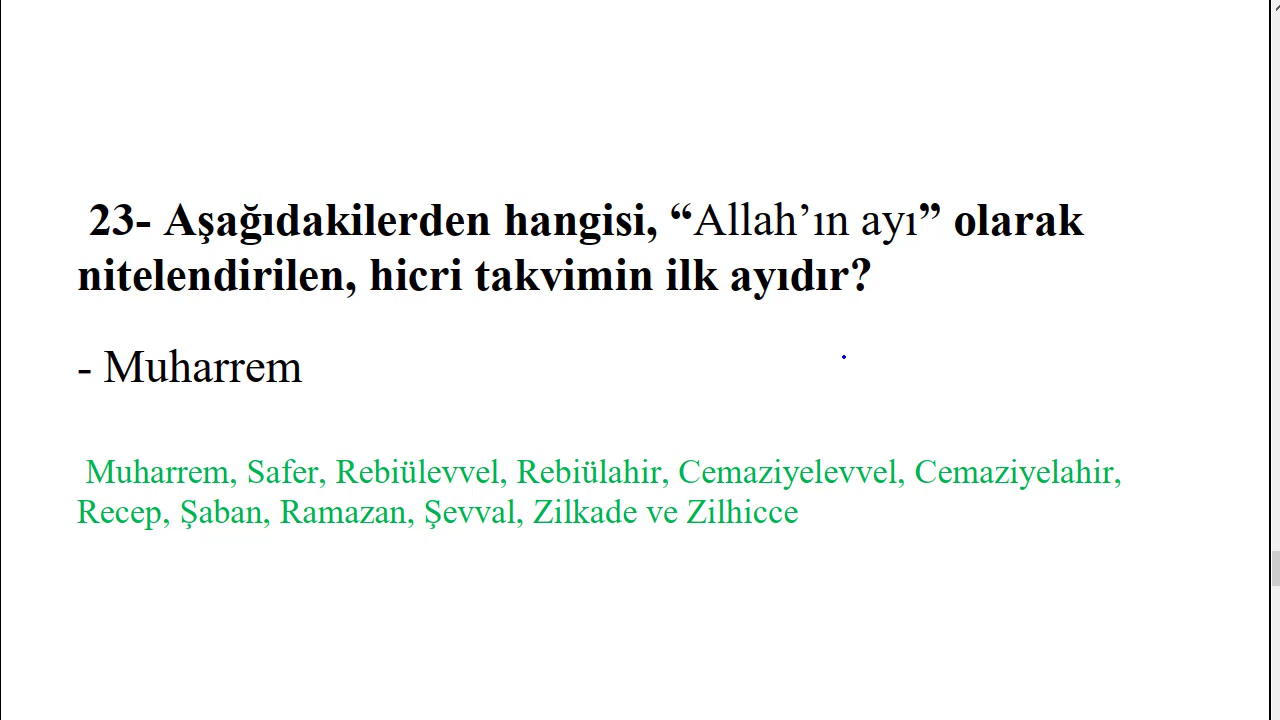 23- Aşağıdakilerden hangisi, “Allah’ın ayı” olarak
nitelendirilen, hicri takvimin ilk ayıdır?
- Muharrem
Muharrem, Safer, Rebiülevvel, Rebiülahir, Cemaziyelevvel, Cemaziyelahir,
Recep, Şaban, Ramazan, Şevval, Zilkade ve Zilhicce